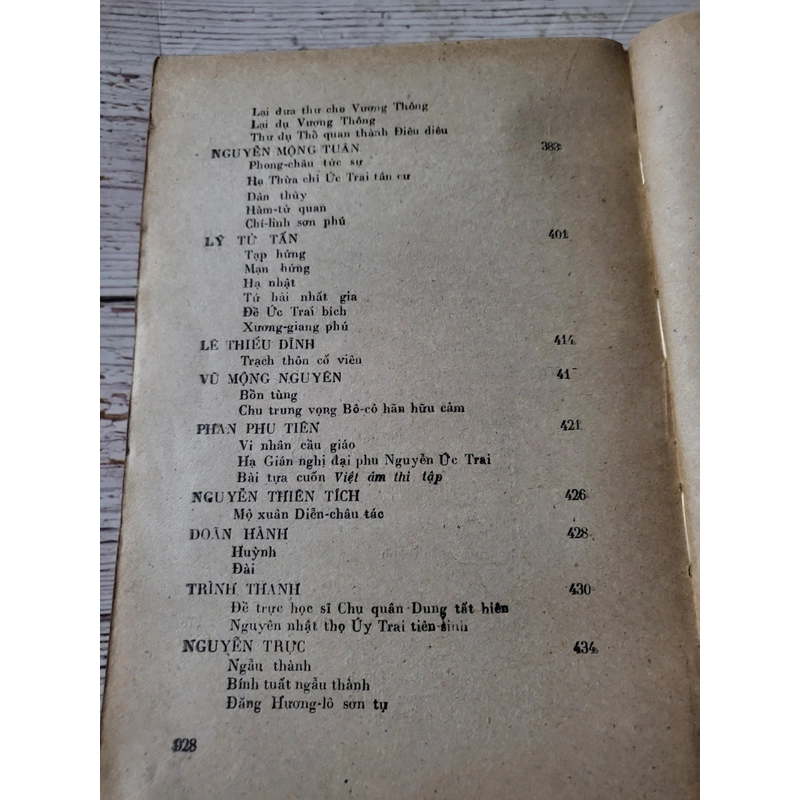 Lại đưa thư cho Vương Thông
Lại dụ Vương Thông
Thư dụ Thồ quan thành Điêu diêu
NGUYỄN MỘNG TUÂN 383
Phong-châu tức sự
Hạ Thừa chỉ Ức Trai tân cư
Dân thủy
Hàm-tử quan
Chí-linh sơn phú
LÝ TỬ TẤN 401
Tạp hứng
Mạn hứng
Hạ nhật
Tứ hải nhất gia
Đề Ức Trai bích
Xương-giang phú
LÊ THIẾU DĨNH 414
Trạch thôn cố viên
VŨ MỘNG NGUYÊN 41
Bồn tùng
Chu trung vọng Bô-cô hãn hữu cảm
PHAN PHU TIÊN 421
Vi nhân cầu giáo
Hạ Gián nghị đại phu Nguyễn Ức Trai
Bài tựa cuốn Việt âm thi tập
NGUYỄN THIÊN TÍCH 426
Mộ xuân Diễn-châu tác
DOÃN HÀNH 428
Huỳnh
Đài
TRÌNH THANH 430
Đề trực học sĩ Chu quân Dung tất hiên
Nguyên nhật thọ Úy Trai tiên sinh
NGUYỄN TRỰC 434
Ngẫu thành
Bính tuất ngẫu thành
Đăng Hương-lô sơn tự
928